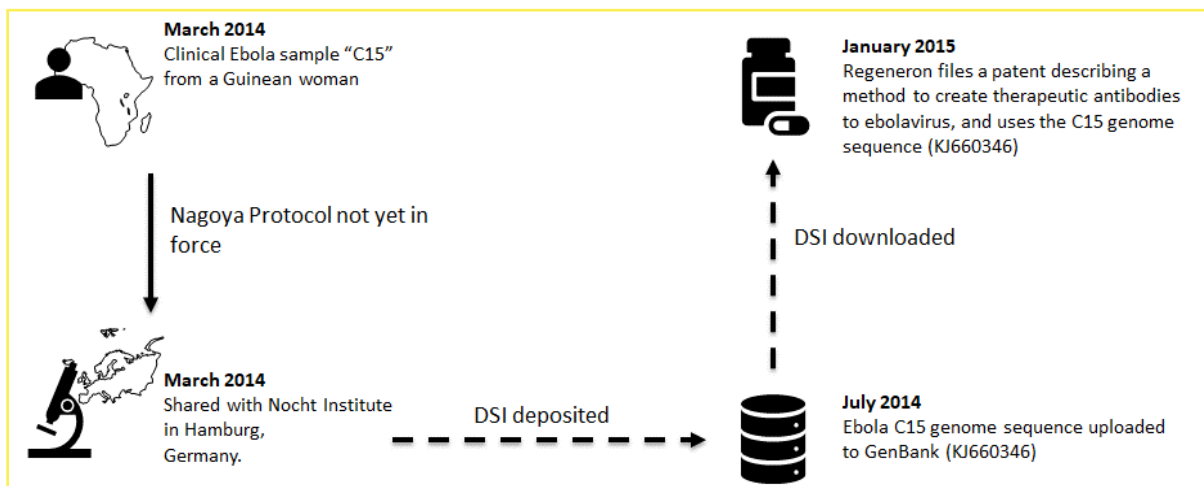 March 2014
Clinical Ebola sample “C15”
from a Guinean woman
Nagoya Protocol not yet in
force
March 2014
Shared with Nocht Institute
in Hamburg,
Germany.
DSI deposited
July 2014
Ebola C15 genome sequence uploaded
to GenBank (KJ660346)
DSI downloaded
January 2015
Regeneron files a patent describing a
method to create therapeutic antibodies
to ebolavirus, and uses the C15 genome
sequence (KJ660346)